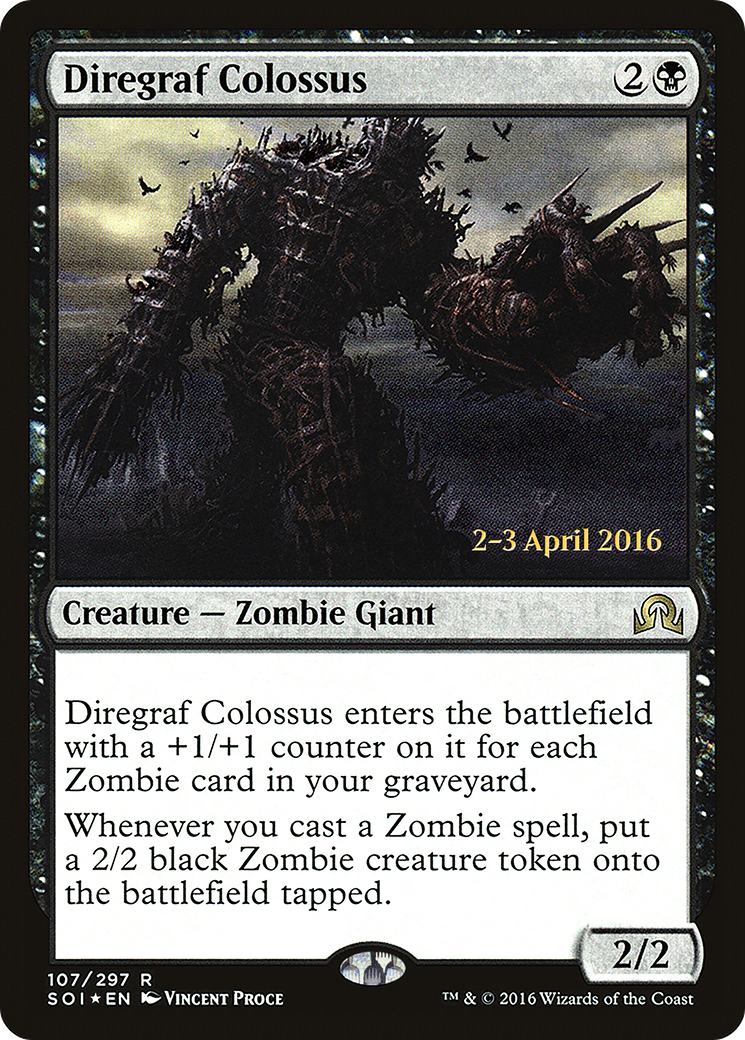 Diregraf Colossus 2
2–3 April 2016
Creature — Zombie Giant
Diregraf Colossus enters the battlefield
with a +1/+1 counter on it for each
Zombie card in your graveyard.
Whenever you cast a Zombie spell, put
a 2/2 black Zombie creature token onto
the battlefield tapped.
2/2
107/297 R
SOI★EN Vincent Proce
™ & © 2016 Wizards of the Coast